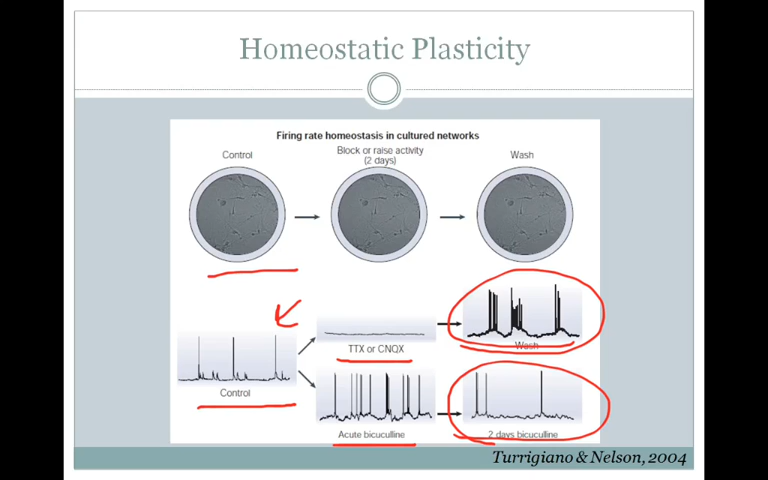 Homeostatic Plasticity
Firing rate homeostasis in cultured networks
Control
Block or raise activity
(2 days)
Wash
TTX or CNQX
Wash
Control
Acute bicuculline
2 days bicuculline
Turrigiano & Nelson, 2004